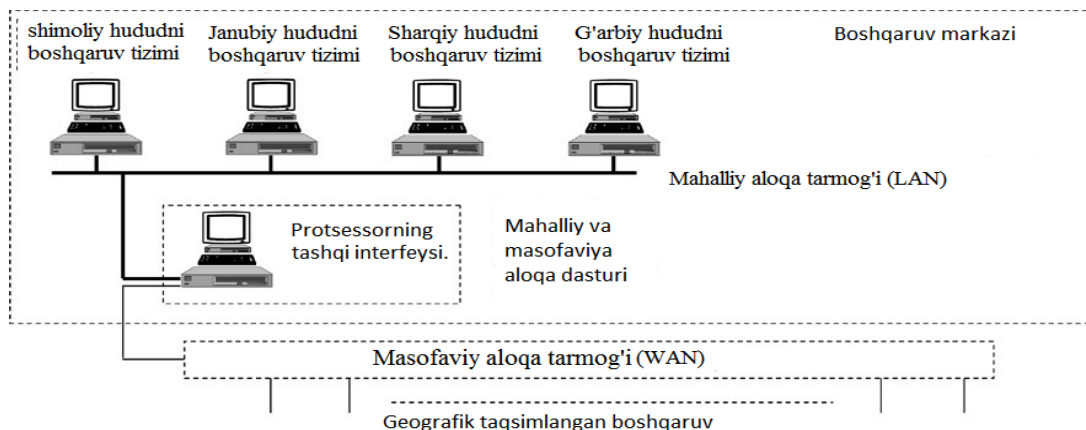 shimoliy hududni
boshqaruv tizimi
Janubiy hududni
boshqaruv tizimi
Sharqiy hududni
boshqaruv tizimi
G'arbiy hududni
boshqaruv tizimi
Boshqaruv markazi
Mahalliy aloqa tarmog'i (LAN)
Protsessorning
tashqi interfeysi.
Mahalliy va
masofaviya
aloqa dasturi
Masofaviy aloqa tarmog'i (WAN)
Geografik taqsimlangan boshqaruv